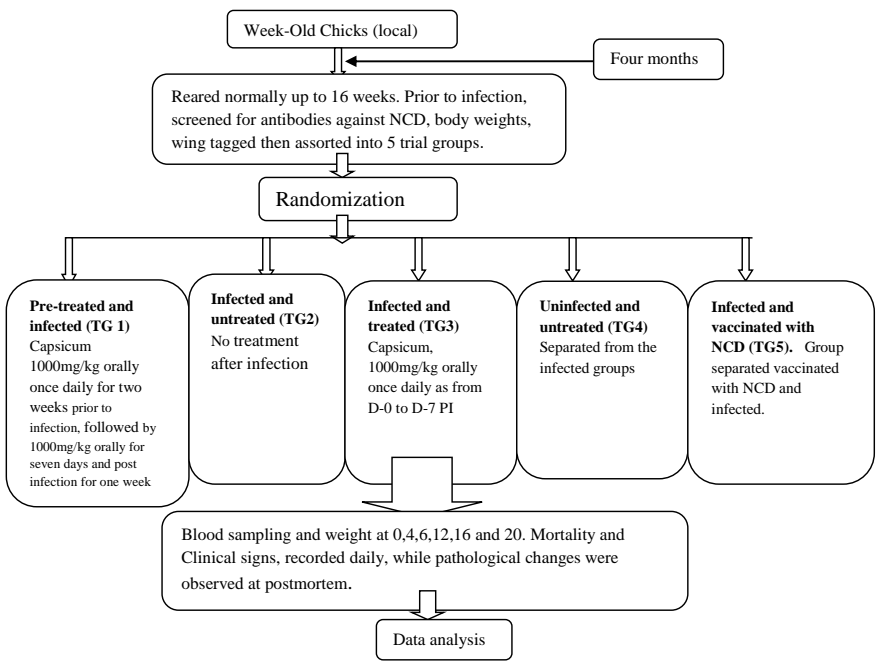 Week-Old Chicks (local)
Four months
Reared normally up to 16 weeks. Prior to infection,
screened for antibodies against NCD, body weights,
wing tagged then assorted into 5 trial groups.
Randomization
Pre-treated and
infected (TG 1)
Capsicum
1000mg/kg orally
once daily for two
weeks prior to
infection, followed by
1000mg/kg orally for
seven days and post
infection for one week
Infected and
untreated (TG2)
No treatment
after infection
Infected and
treated (TG3)
Capsicum,
1000mg/kg orally
once daily as from
D-0 to D-7 PI
Uninfected and
untreated (TG4)
Separated from the
infected groups
Infected and
vaccinated with
NCD (TG5). Group
separated vaccinated
with NCD and
infected.
Blood sampling and weight at 0,4,6,12,16 and 20. Mortality and
Clinical signs, recorded daily, while pathological changes were
observed at postmortem.
Data analysis